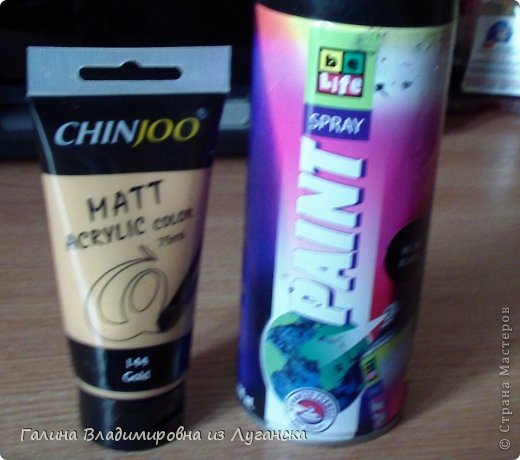 CHINJOO
MATT
ACRYLIC COLOR
75ml
144
Gold
be
Life
SPRAY
PAINT
Галина Владимировна из Луганска
© Страна Мастеров